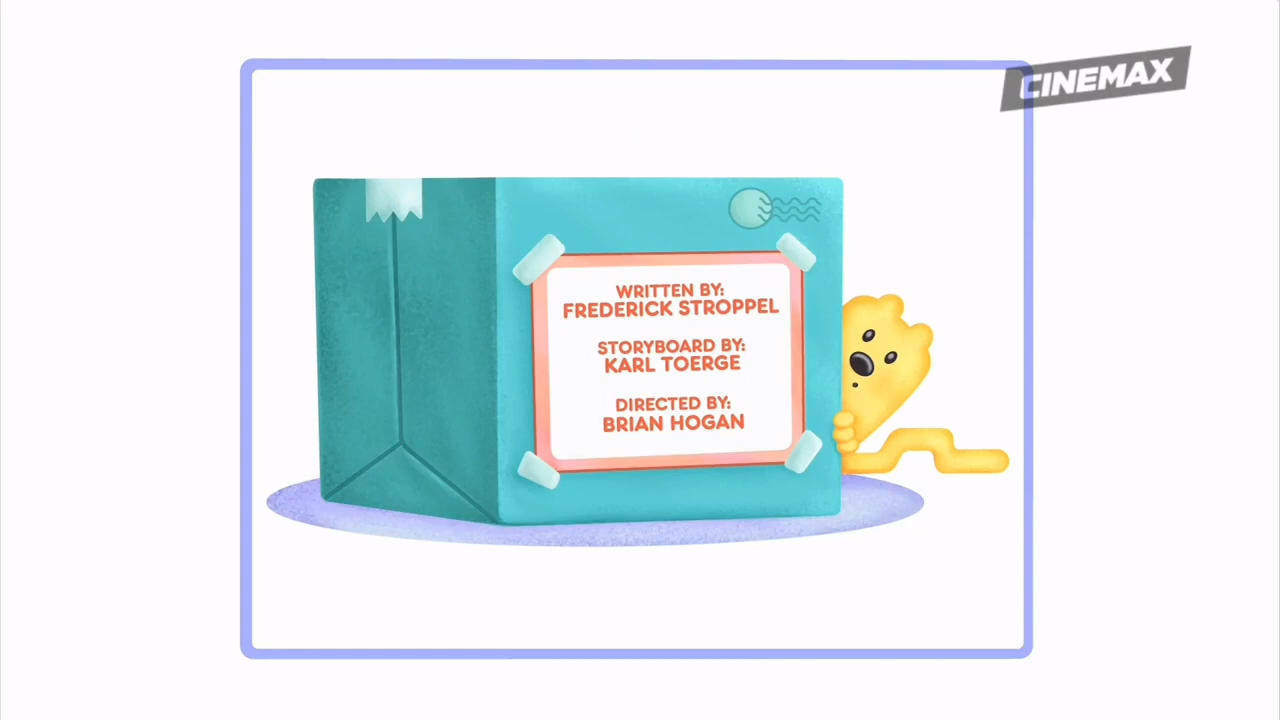 CINEMAX
WRITTEN BY:
FREDERICK STROPPEL
STORYBOARD BY:
KARL TOERGE
DIRECTED BY:
BRIAN HOGAN